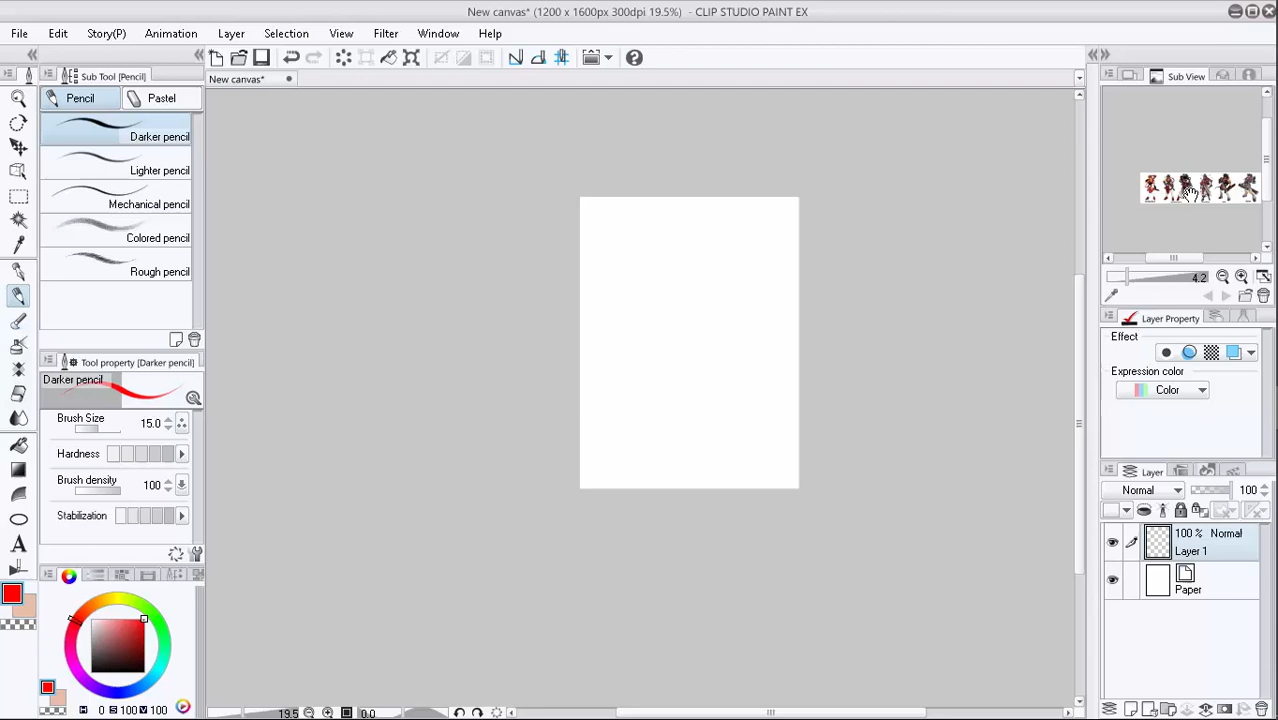 New canvas* (1200 x 1600px 300dpi 19.5%) - CLIP STUDIO PAINT EX
File Edit Story(P) Animation Layer Selection View Filter Window Help
New canvas*
Sub Tool [Pencil]
Pencil Pastel
Darker pencil
Lighter pencil
Mechanical pencil
Colored pencil
Rough pencil
Tool property [Darker pencil]
Darker pencil
Brush Size 15.0
Hardness
Brush density 100
Stabilization
A
H 0 S 100 V 100
19.5 0.0
Sub View
4.2
Layer Property
Effect
Expression color
Color
Layer
Normal 100
100 % Normal
Layer 1
Paper